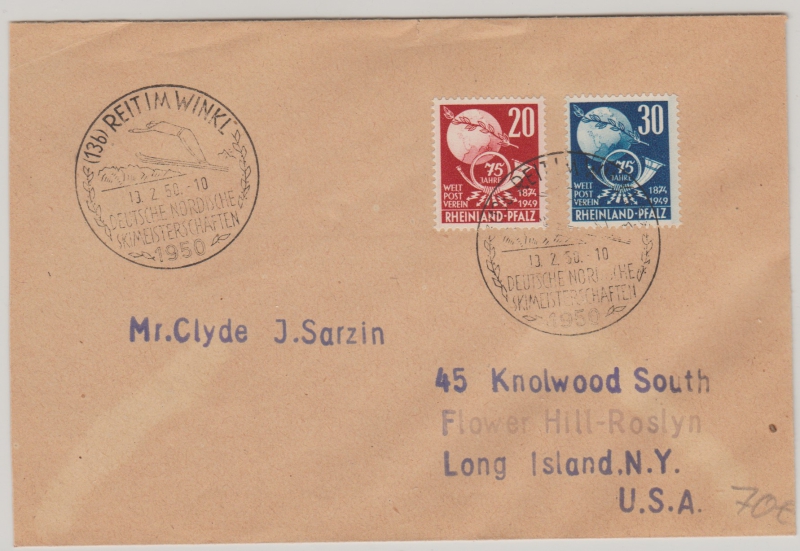 (13b) REIT IM WINKL
13.2.50.-10
DEUTSCHE NORDISCHE
SKIMEISTERSCHAFTEN
1950
20
75
JAHRE
WELT
POST
VEREIN
1874
1949
RHEINLAND-PFALZ
30
75
JAHRE
WELT
POST
VEREIN
1874
1949
RHEINLAND-PFALZ
REIT I W
13.2.50.-10
DEUTSCHE NORDISCHE
SKIMEISTERSCHAFTEN
1950
Mr.Clyde J.Sarzin
45 Knolwood South
Flower Hill-Roslyn
Long Island.N.Y.
U.S.A.
70€